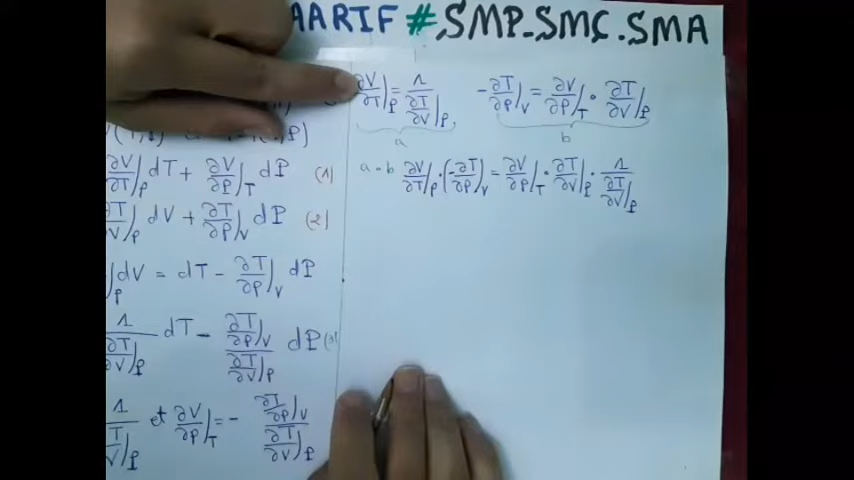 AARIF #SMP-SMC.SMA
∂V/∂T|P = 1/(∂T/∂V|P), -∂T/∂P|V = ∂V/∂P|T · ∂T/∂V|P
a b
a · b ∂V/∂T|P · (-∂T/∂P)|V = ∂V/∂P|T · ∂T/∂V|P · 1/(∂T/∂V|P)
∂V/∂T|P dT + ∂V/∂P|T dP (1)
∂T/∂V|P dV + ∂T/∂P|V dP (2)
|P dV = dT - ∂T/∂P|V dP
1/(∂T/∂V|P) dT - (∂T/∂P|V)/(∂T/∂V|P) dP (3)
1/(T/V|P) et ∂V/∂P|T = - (∂T/∂P|V)/(∂T/∂V|P)